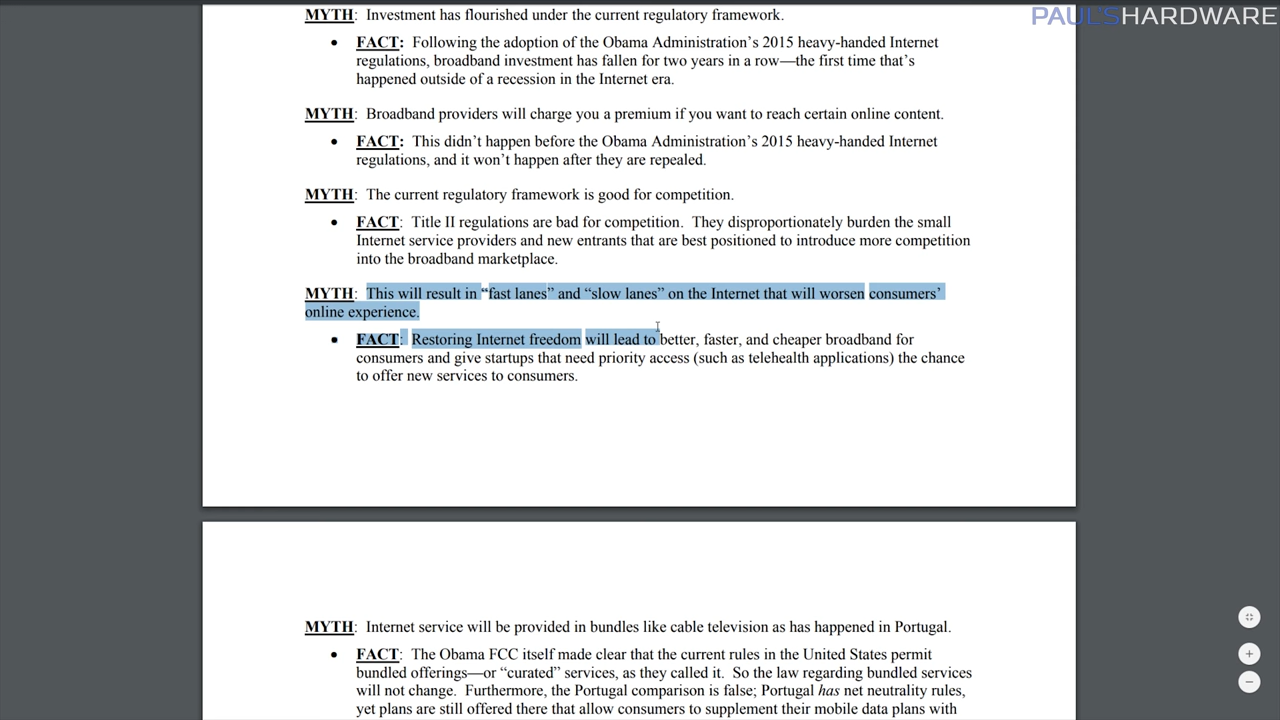 PAUL'SHARDWARE
MYTH: Investment has flourished under the current regulatory framework.
• FACT: Following the adoption of the Obama Administration’s 2015 heavy-handed Internet
regulations, broadband investment has fallen for two years in a row—the first time that’s
happened outside of a recession in the Internet era.
MYTH: Broadband providers will charge you a premium if you want to reach certain online content.
• FACT: This didn’t happen before the Obama Administration’s 2015 heavy-handed Internet
regulations, and it won’t happen after they are repealed.
MYTH: The current regulatory framework is good for competition.
• FACT: Title II regulations are bad for competition. They disproportionately burden the small
Internet service providers and new entrants that are best positioned to introduce more competition
into the broadband marketplace.
MYTH: This will result in “fast lanes” and “slow lanes” on the Internet that will worsen consumers’
online experience.
• FACT: Restoring Internet freedom will lead to better, faster, and cheaper broadband for
consumers and give startups that need priority access (such as telehealth applications) the chance
to offer new services to consumers.
MYTH: Internet service will be provided in bundles like cable television as has happened in Portugal.
• FACT: The Obama FCC itself made clear that the current rules in the United States permit
bundled offerings—or “curated” services, as they called it. So the law regarding bundled services
will not change. Furthermore, the Portugal comparison is false; Portugal has net neutrality rules,
yet plans are still offered there that allow consumers to supplement their mobile data plans with